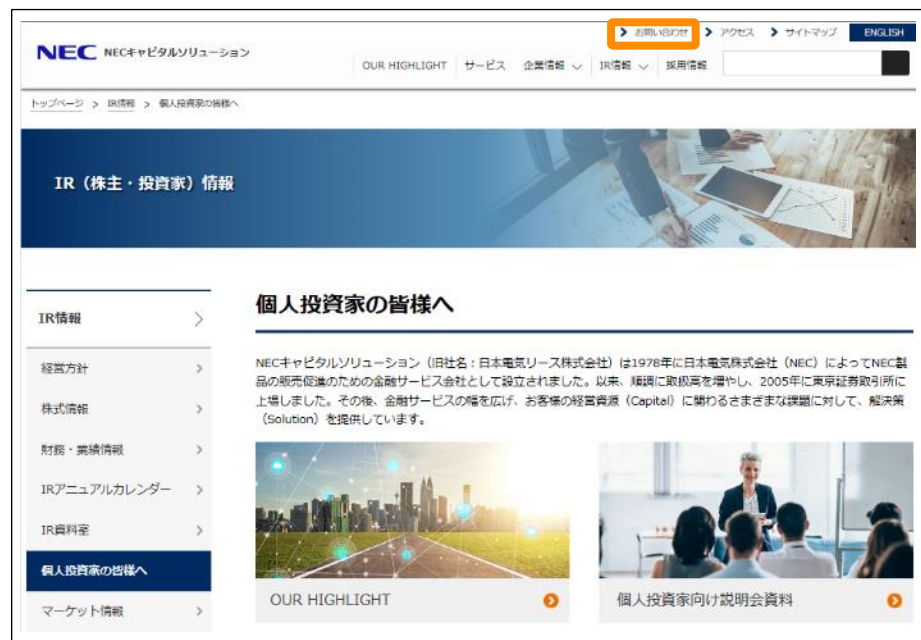 お問い合わせ アクセス サイトマップ ENGLISH
NEC NECキャピタルソリューション
OUR HIGHLIGHT サービス 企業情報 IR情報 採用情報
トップページ > IR情報 > 個人投資家の皆様へ
IR（株主・投資家）情報
IR情報
経営方針
株式情報
財務・業績情報
IRアニュアルカレンダー
IR資料室
個人投資家の皆様へ
マーケット情報
個人投資家の皆様へ
NECキャピタルソリューション（旧社名：日本電気リース株式会社）は1978年に日本電気株式会社（NEC）によってNEC製
品の販売促進のための金融サービス会社として設立されました。以来、順調に取扱高を増やし、2005年に東京証券取引所に
上場しました。その後、金融サービスの幅を広げ、お客様の経営資源（Capital）に関わるさまざまな課題に対して、解決策
（Solution）を提供しています。
OUR HIGHLIGHT
個人投資家向け説明会資料